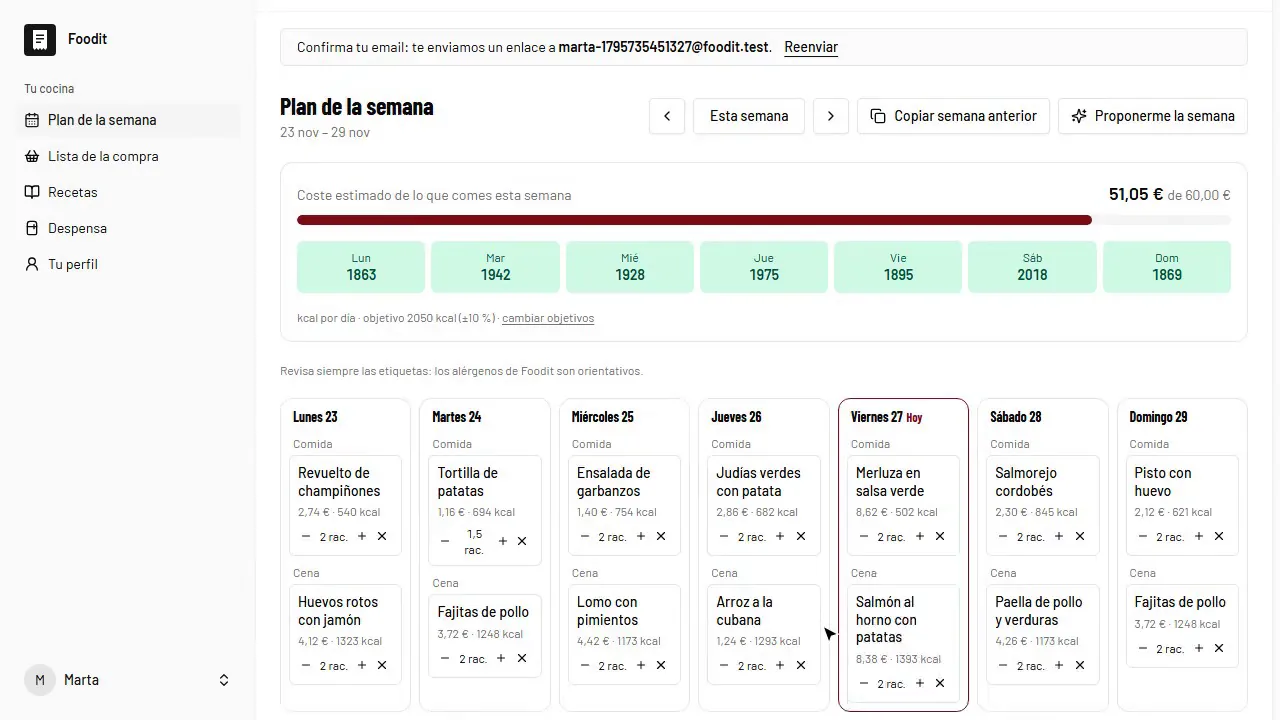 Foodit
Tu cocina
Plan de la semana
Lista de la compra
Recetas
Despensa
Tu perfil
M Marta
Confirma tu email: te enviamos un enlace a marta-1795735451327@foodit.test. Reenviar
Plan de la semana
23 nov – 29 nov
Esta semana
Copiar semana anterior
Proponerme la semana
Coste estimado de lo que comes esta semana
51,05 € de 60,00 €
Lun
1863
Mar
1942
Mié
1928
Jue
1975
Vie
1895
Sáb
2018
Dom
1869
kcal por día · objetivo 2050 kcal (±10 %) · cambiar objetivos
Revisa siempre las etiquetas: los alérgenos de Foodit son orientativos.
Lunes 23
Comida
Revuelto de
champiñones
2,74 € · 540 kcal
− 2 rac. + ×
Cena
Huevos rotos
con jamón
4,12 € · 1323 kcal
− 2 rac. + ×
Martes 24
Comida
Tortilla de
patatas
1,16 € · 694 kcal
− 1,5 + ×
rac.
Cena
Fajitas de pollo
3,72 € · 1248 kcal
− 2 rac. + ×
Miércoles 25
Comida
Ensalada de
garbanzos
1,40 € · 754 kcal
− 2 rac. + ×
Cena
Lomo con
pimientos
4,42 € · 1173 kcal
− 2 rac. + ×
Jueves 26
Comida
Judías verdes
con patata
2,86 € · 682 kcal
− 2 rac. + ×
Cena
Arroz a la
cubana
1,24 € · 1293 kcal
− 2 rac. + ×
Viernes 27 Hoy
Comida
Merluza en
salsa verde
8,62 € · 502 kcal
− 2 rac. + ×
Cena
Salmón al
horno con
patatas
8,38 € · 1393 kcal
− 2 rac. + ×
Sábado 28
Comida
Salmorejo
cordobés
2,30 € · 845 kcal
− 2 rac. + ×
Cena
Paella de pollo
y verduras
4,26 € · 1173 kcal
− 2 rac. + ×
Domingo 29
Comida
Pisto con
huevo
2,12 € · 621 kcal
− 2 rac. + ×
Cena
Fajitas de pollo
3,72 € · 1248 kcal
− 2 rac. + ×